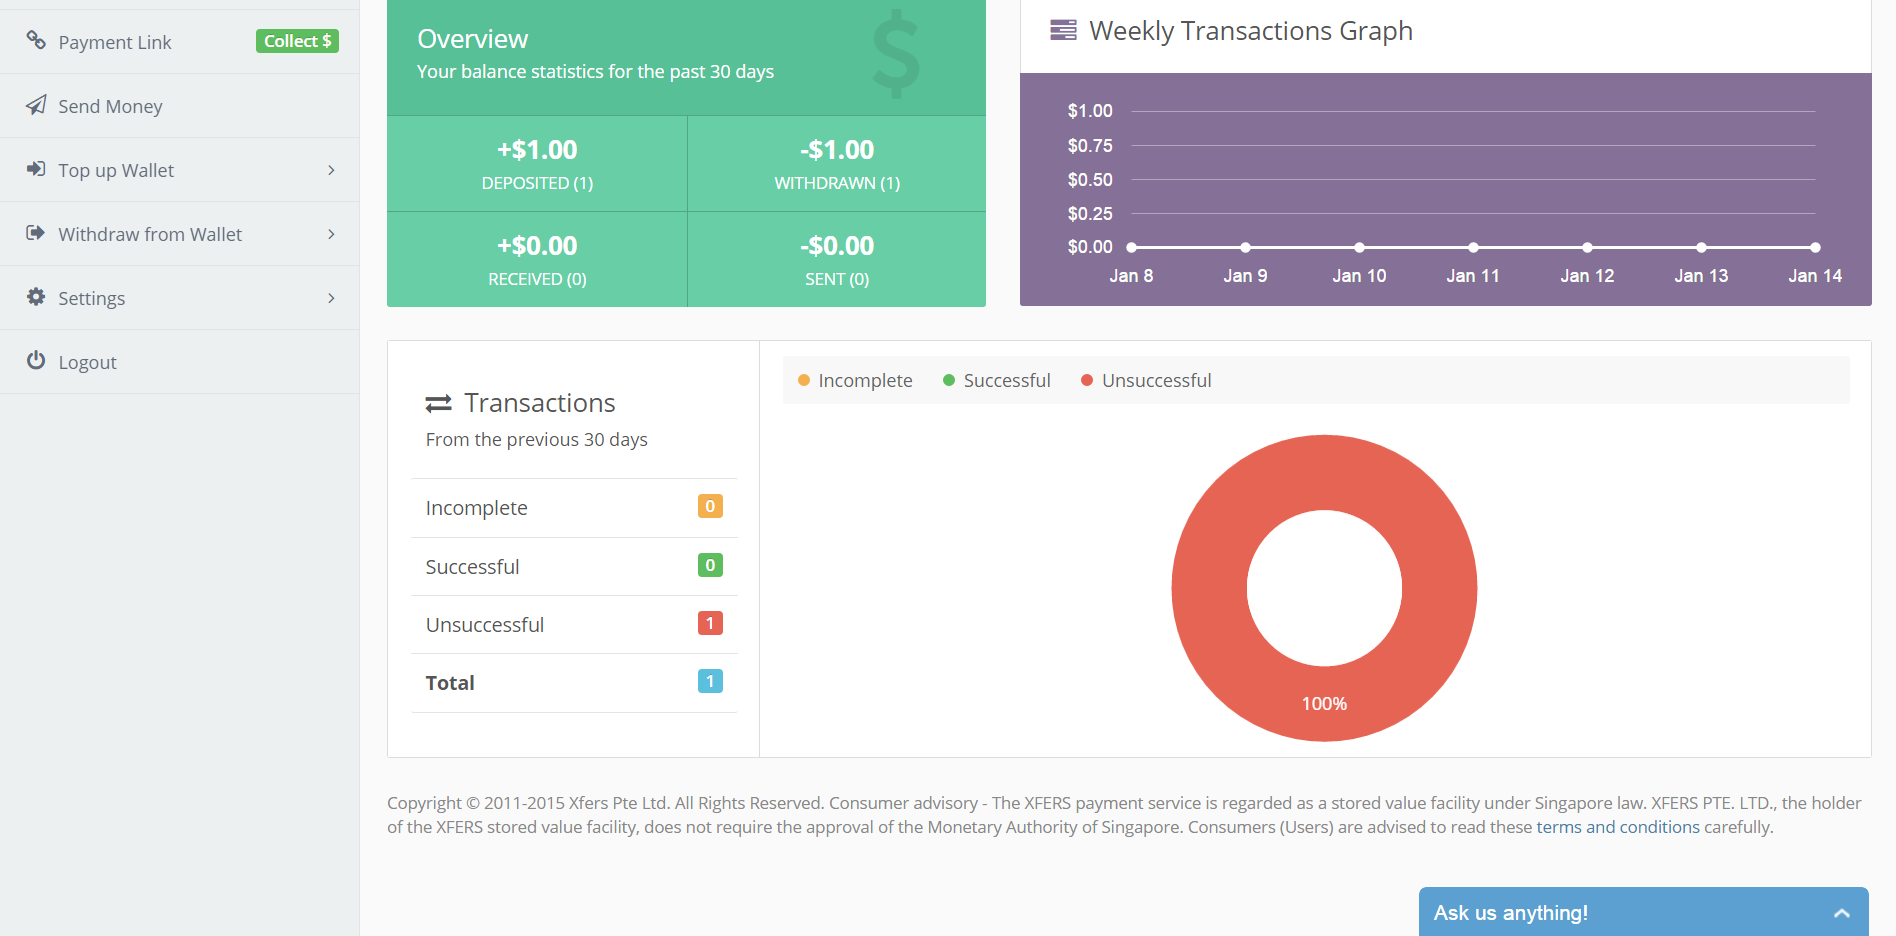 Payment Link
Collect $
Send Money
Top up Wallet
Withdraw from Wallet
Settings
Logout
Overview
Your balance statistics for the past 30 days
+$1.00
DEPOSITED (1)
-$1.00
WITHDRAWN (1)
+$0.00
RECEIVED (0)
-$0.00
SENT (0)
Weekly Transactions Graph
$1.00
$0.75
$0.50
$0.25
$0.00
Jan 8 Jan 9 Jan 10 Jan 11 Jan 12 Jan 13 Jan 14
Transactions
From the previous 30 days
Incomplete 0
Successful 0
Unsuccessful 1
Total 1
Incomplete Successful Unsuccessful
100%
Copyright © 2011-2015 Xfers Pte Ltd. All Rights Reserved. Consumer advisory - The XFERS payment service is regarded as a stored value facility under Singapore law. XFERS PTE. LTD., the holder
of the XFERS stored value facility, does not require the approval of the Monetary Authority of Singapore. Consumers (Users) are advised to read these terms and conditions carefully.
Ask us anything!